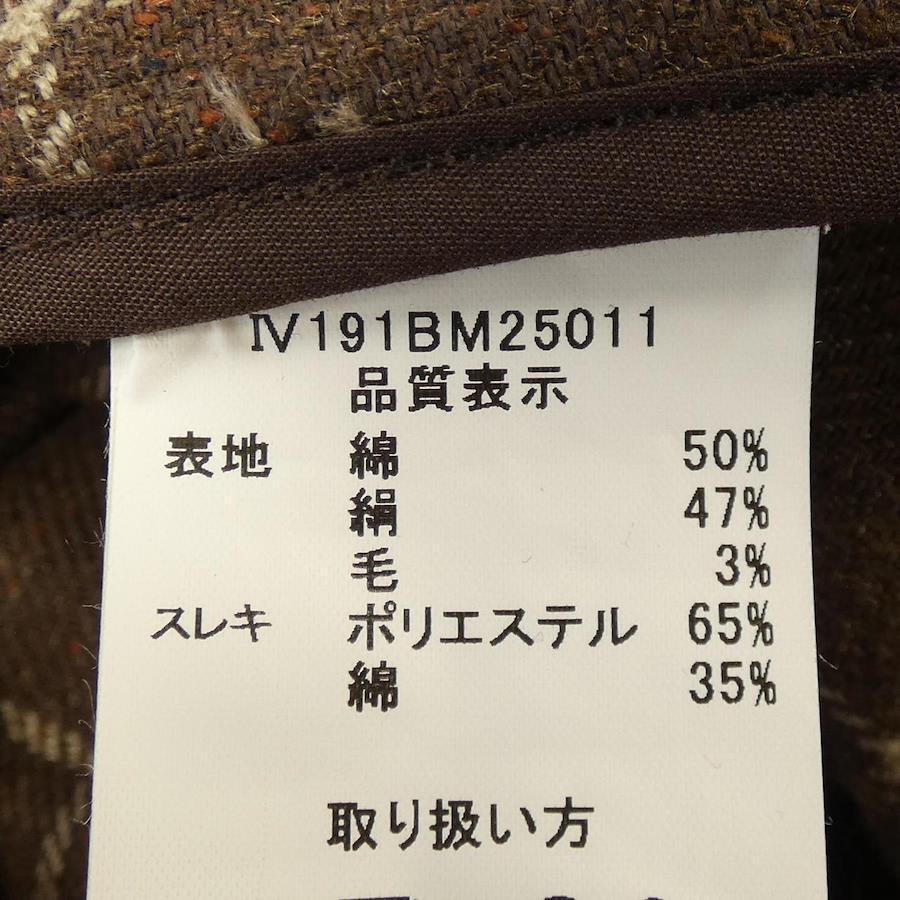 IV191BM25011
品質表示
表地 綿 50%
絹 47%
毛 3%
スレキ ポリエステル 65%
綿 35%
取り扱い方